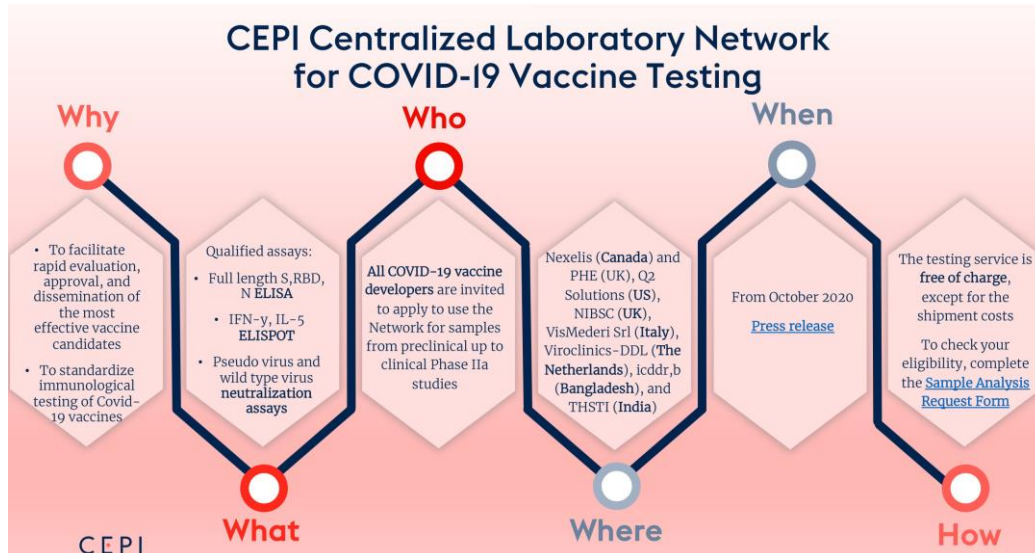 CEPI Centralized Laboratory Network
for COVID-19 Vaccine Testing
Why
• To facilitate
rapid evaluation,
approval, and
dissemination of
the most
effective vaccine
candidates
• To standardize
immunological
testing of Covid-
19 vaccines
Qualified assays:
• Full length S,RBD,
N ELISA
• IFN-y, IL-5
ELISPOT
• Pseudo virus and
wild type virus
neutralization
assays
What
Who
All COVID-19 vaccine
developers are invited
to apply to use the
Network for samples
from preclinical up to
clinical Phase IIa
studies
Nexelis (Canada) and
PHE (UK), Q2
Solutions (US),
NIBSC (UK),
VisMederi Srl (Italy),
Viroclinics-DDL (The
Netherlands), icddr,b
(Bangladesh), and
THSTI (India)
Where
When
From October 2020
Press release
The testing service is
free of charge,
except for the
shipment costs
To check your
eligibility, complete
the Sample Analysis
Request Form
How
CEPI